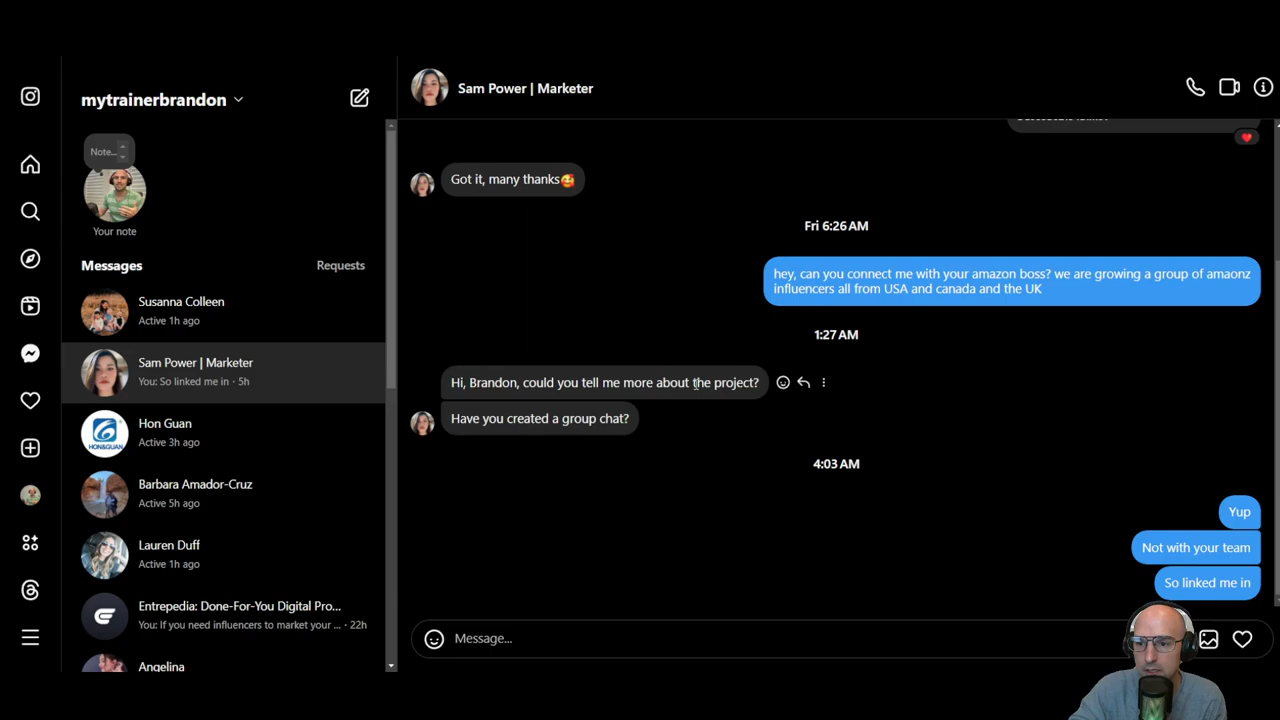 mytrainerbrandon
Note...
Your note
Messages
Requests
Susanna Colleen
Active 1h ago
Sam Power | Marketer
You: So linked me in · 5h
Hon Guan
Active 3h ago
HON&GUAN
Barbara Amador-Cruz
Active 5h ago
Lauren Duff
Active 1h ago
Entrepedia: Done-For-You Digital Pro...
You: If you need influencers to market your ... · 22h
Angelina
Sam Power | Marketer
Got it, many thanks🥰
Fri 6:26 AM
hey, can you connect me with your amazon boss? we are growing a group of amaonz
influencers all from USA and canada and the UK
1:27 AM
Hi, Brandon, could you tell me more about the project?
Have you created a group chat?
4:03 AM
Yup
Not with your team
So linked me in
Message...